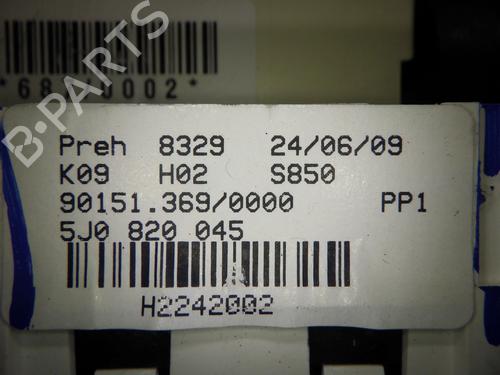 B-PARTS
Preh 8329 24/06/09
K09 H02 S850
90151.369/0000 PP1
5J0 820 045
H2242002